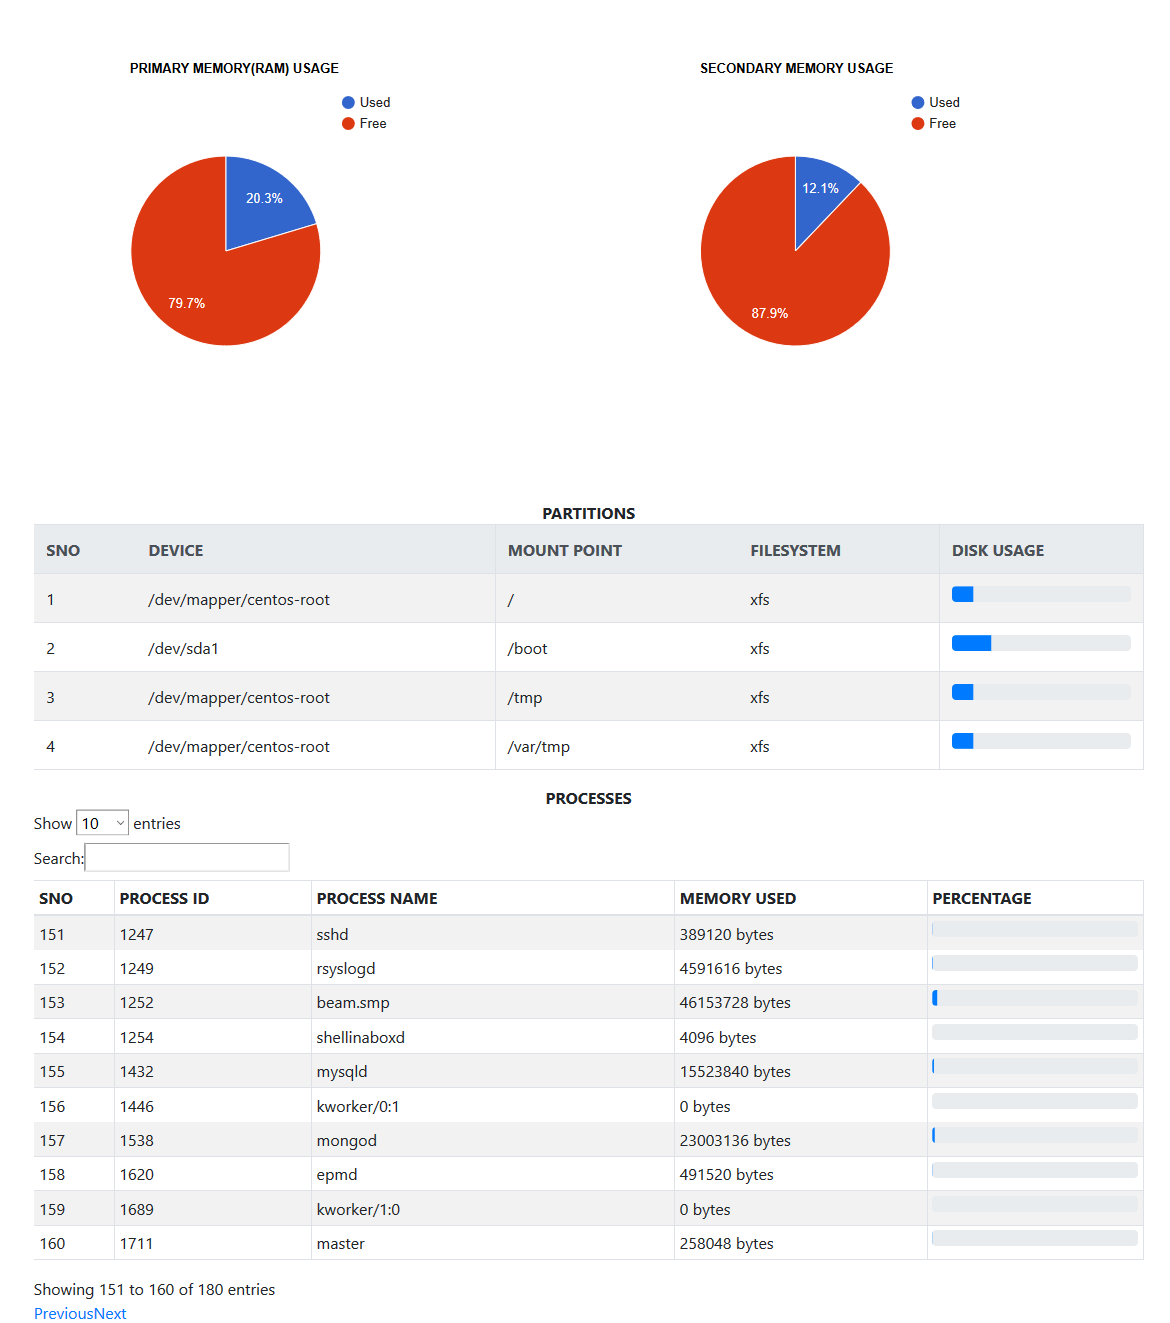 PRIMARY MEMORY(RAM) USAGE
Used
Free
20.3%
79.7%
SECONDARY MEMORY USAGE
Used
Free
12.1%
87.9%
PARTITIONS
SNO DEVICE MOUNT POINT FILESYSTEM DISK USAGE
1 /dev/mapper/centos-root / xfs
2 /dev/sda1 /boot xfs
3 /dev/mapper/centos-root /tmp xfs
4 /dev/mapper/centos-root /var/tmp xfs
PROCESSES
Show 10 entries
Search:
SNO PROCESS ID PROCESS NAME MEMORY USED PERCENTAGE
151 1247 sshd 389120 bytes
152 1249 rsyslogd 4591616 bytes
153 1252 beam.smp 46153728 bytes
154 1254 shellinaboxd 4096 bytes
155 1432 mysqld 15523840 bytes
156 1446 kworker/0:1 0 bytes
157 1538 mongod 23003136 bytes
158 1620 epmd 491520 bytes
159 1689 kworker/1:0 0 bytes
160 1711 master 258048 bytes
Showing 151 to 160 of 180 entries
PreviousNext